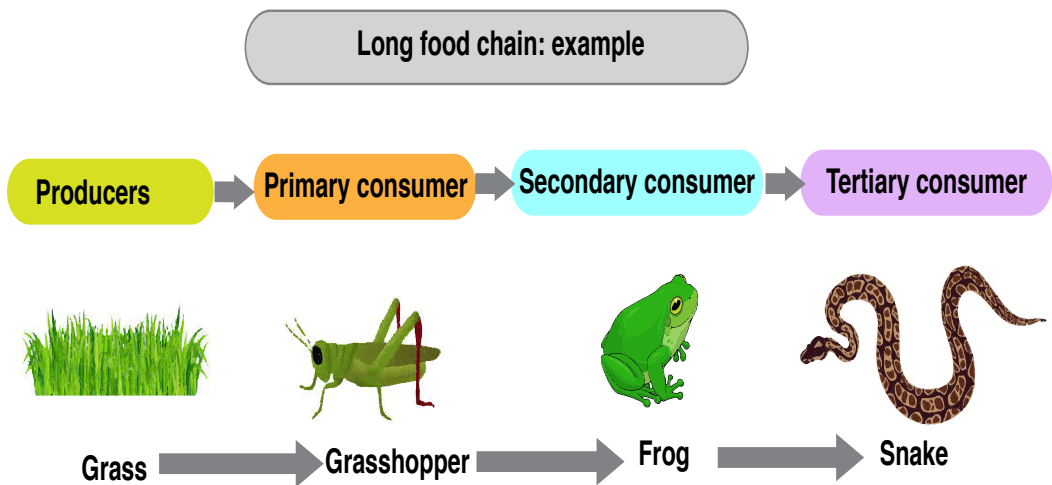 Long food chain: example
Producers
Primary consumer
Secondary consumer
Tertiary consumer
Grass
Grasshopper
Frog
Snake